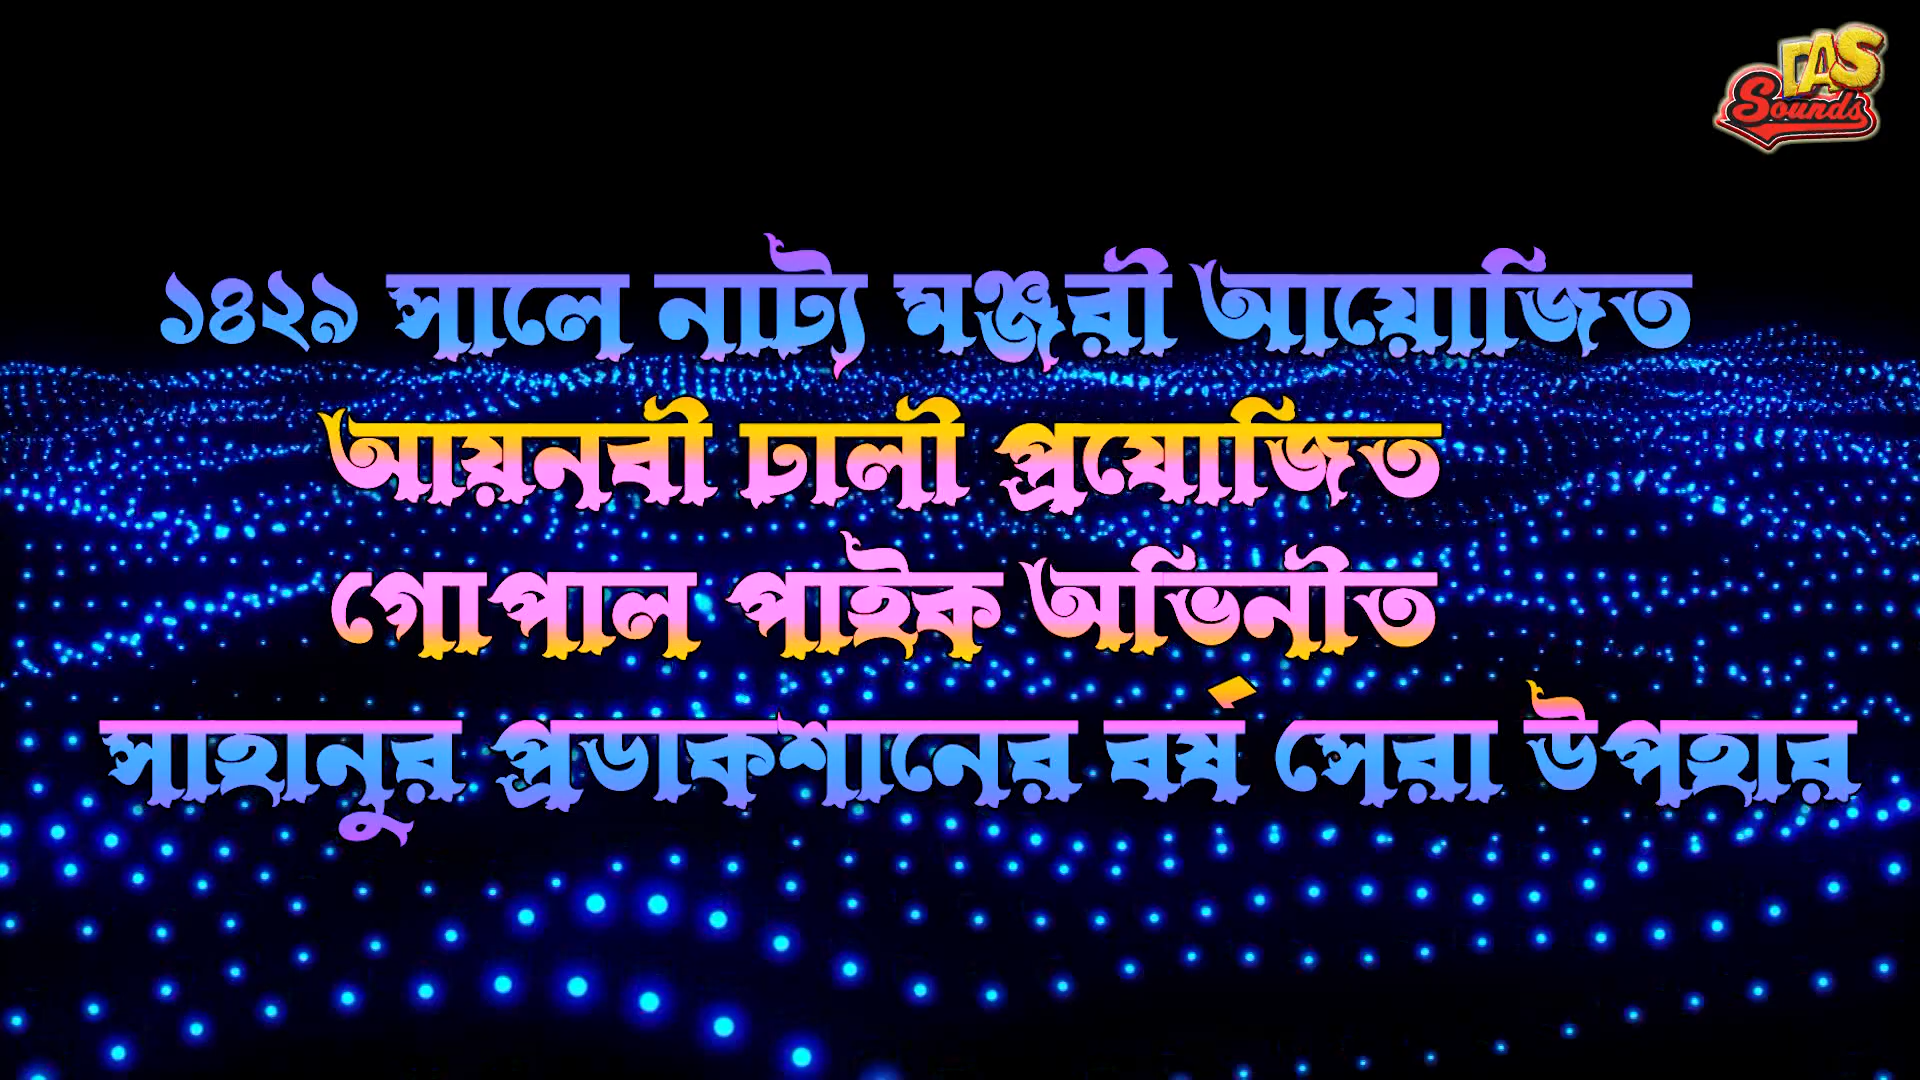 DAS
Sounds
১৪২৯ সালে নাট্য মঞ্জরী আয়োজিত
আয়নবী ঢালী প্রযোজিত
গোপাল পাইক অভিনীত
সাহানুর প্রডাকশানের বর্ষ সেরা উপহার